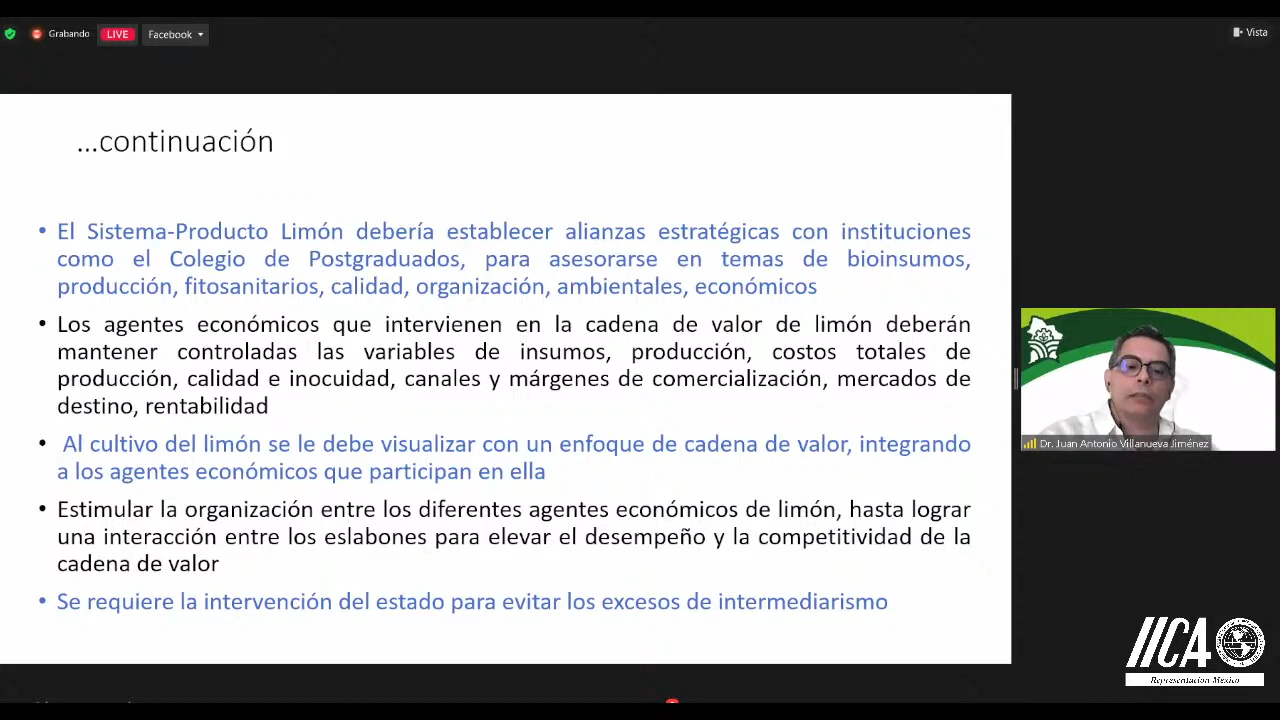 Grabando
LIVE
Facebook
Vista
...continuación
• El Sistema-Producto Limón debería establecer alianzas estratégicas con instituciones
como el Colegio de Postgraduados, para asesorarse en temas de bioinsumos,
producción, fitosanitarios, calidad, organización, ambientales, económicos
• Los agentes económicos que intervienen en la cadena de valor de limón deberán
mantener controladas las variables de insumos, producción, costos totales de
producción, calidad e inocuidad, canales y márgenes de comercialización, mercados de
destino, rentabilidad
• Al cultivo del limón se le debe visualizar con un enfoque de cadena de valor, integrando
a los agentes económicos que participan en ella
• Estimular la organización entre los diferentes agentes económicos de limón, hasta lograr
una interacción entre los eslabones para elevar el desempeño y la competitividad de la
cadena de valor
• Se requiere la intervención del estado para evitar los excesos de intermediarismo
Dr. Juan Antonio Villanueva Jiménez
IICA
Representacion Mexico